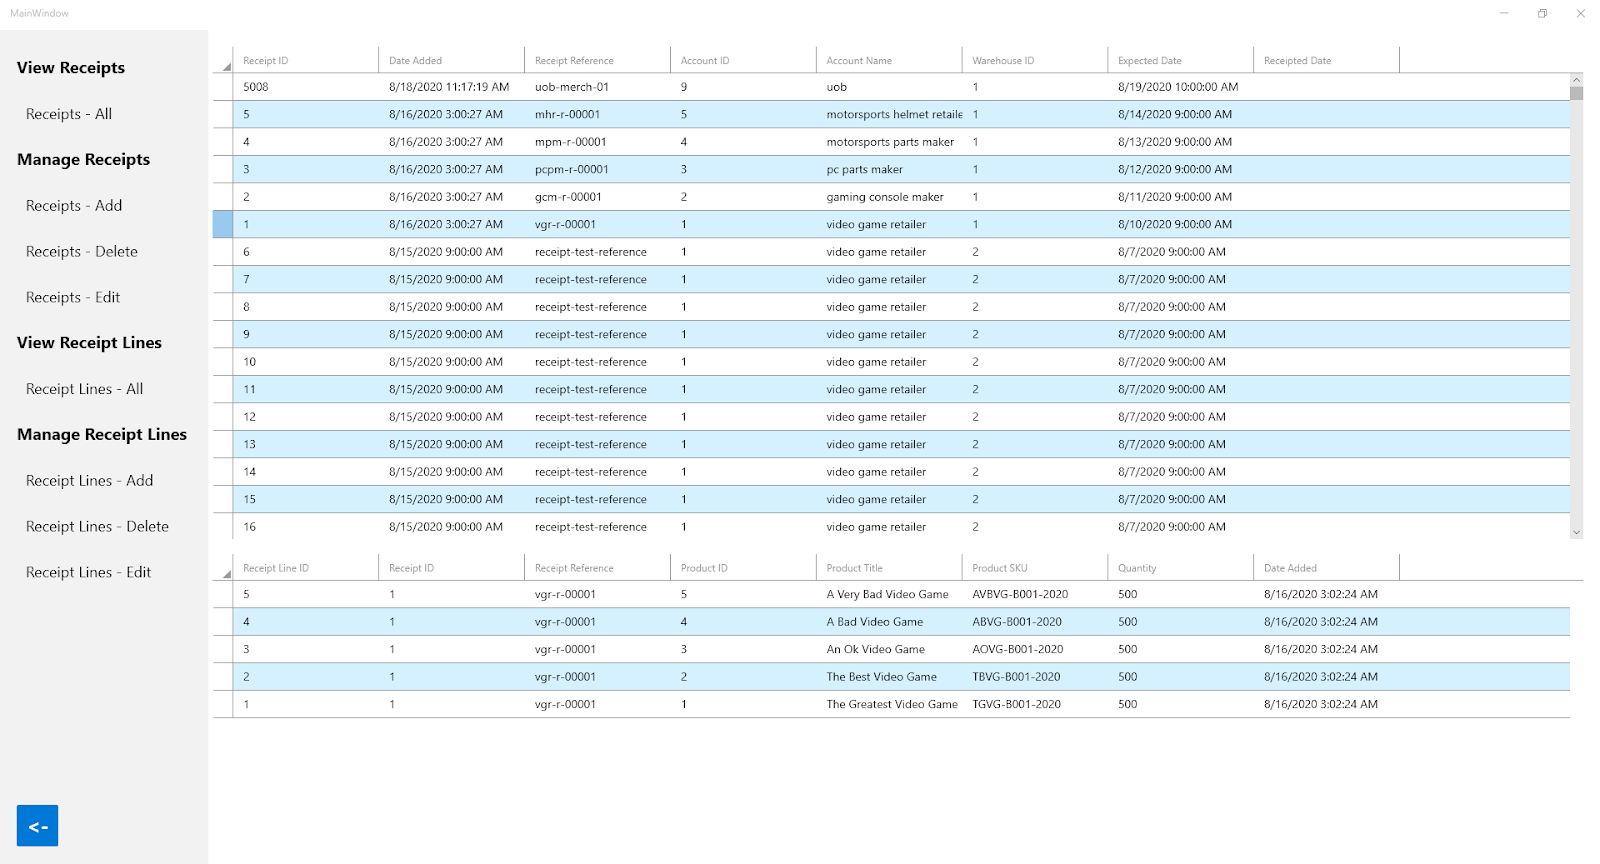 MainWindow
View Receipts
Receipts - All
Manage Receipts
Receipts - Add
Receipts - Delete
Receipts - Edit
View Receipt Lines
Receipt Lines - All
Manage Receipt Lines
Receipt Lines - Add
Receipt Lines - Delete
Receipt Lines - Edit
<-
Receipt ID Date Added Receipt Reference Account ID Account Name Warehouse ID Expected Date Receipted Date
5008 8/18/2020 11:17:19 AM uob-merch-01 9 uob 1 8/19/2020 10:00:00 AM
5 8/16/2020 3:00:27 AM mhr-r-00001 5 motorsports helmet retaile 1 8/14/2020 9:00:00 AM
4 8/16/2020 3:00:27 AM mpm-r-00001 4 motorsports parts maker 1 8/13/2020 9:00:00 AM
3 8/16/2020 3:00:27 AM pcpm-r-00001 3 pc parts maker 1 8/12/2020 9:00:00 AM
2 8/16/2020 3:00:27 AM gcm-r-00001 2 gaming console maker 1 8/11/2020 9:00:00 AM
1 8/16/2020 3:00:27 AM vgr-r-00001 1 video game retailer 1 8/10/2020 9:00:00 AM
6 8/15/2020 9:00:00 AM receipt-test-reference 1 video game retailer 2 8/7/2020 9:00:00 AM
7 8/15/2020 9:00:00 AM receipt-test-reference 1 video game retailer 2 8/7/2020 9:00:00 AM
8 8/15/2020 9:00:00 AM receipt-test-reference 1 video game retailer 2 8/7/2020 9:00:00 AM
9 8/15/2020 9:00:00 AM receipt-test-reference 1 video game retailer 2 8/7/2020 9:00:00 AM
10 8/15/2020 9:00:00 AM receipt-test-reference 1 video game retailer 2 8/7/2020 9:00:00 AM
11 8/15/2020 9:00:00 AM receipt-test-reference 1 video game retailer 2 8/7/2020 9:00:00 AM
12 8/15/2020 9:00:00 AM receipt-test-reference 1 video game retailer 2 8/7/2020 9:00:00 AM
13 8/15/2020 9:00:00 AM receipt-test-reference 1 video game retailer 2 8/7/2020 9:00:00 AM
14 8/15/2020 9:00:00 AM receipt-test-reference 1 video game retailer 2 8/7/2020 9:00:00 AM
15 8/15/2020 9:00:00 AM receipt-test-reference 1 video game retailer 2 8/7/2020 9:00:00 AM
16 8/15/2020 9:00:00 AM receipt-test-reference 1 video game retailer 2 8/7/2020 9:00:00 AM
Receipt Line ID Receipt ID Receipt Reference Product ID Product Title Product SKU Quantity Date Added
5 1 vgr-r-00001 5 A Very Bad Video Game AVBVG-B001-2020 500 8/16/2020 3:02:24 AM
4 1 vgr-r-00001 4 A Bad Video Game ABVG-B001-2020 500 8/16/2020 3:02:24 AM
3 1 vgr-r-00001 3 An Ok Video Game AOVG-B001-2020 500 8/16/2020 3:02:24 AM
2 1 vgr-r-00001 2 The Best Video Game TBVG-B001-2020 500 8/16/2020 3:02:24 AM
1 1 vgr-r-00001 1 The Greatest Video Game TGVG-B001-2020 500 8/16/2020 3:02:24 AM